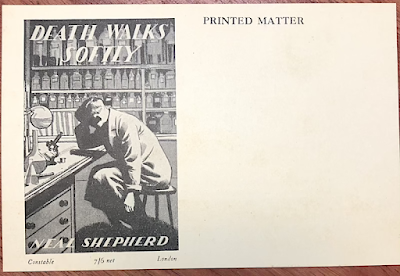 DEATH WALKS
SOFTLY
NEAL SHEPHERD
Constable 7/6 net London
PRINTED MATTER